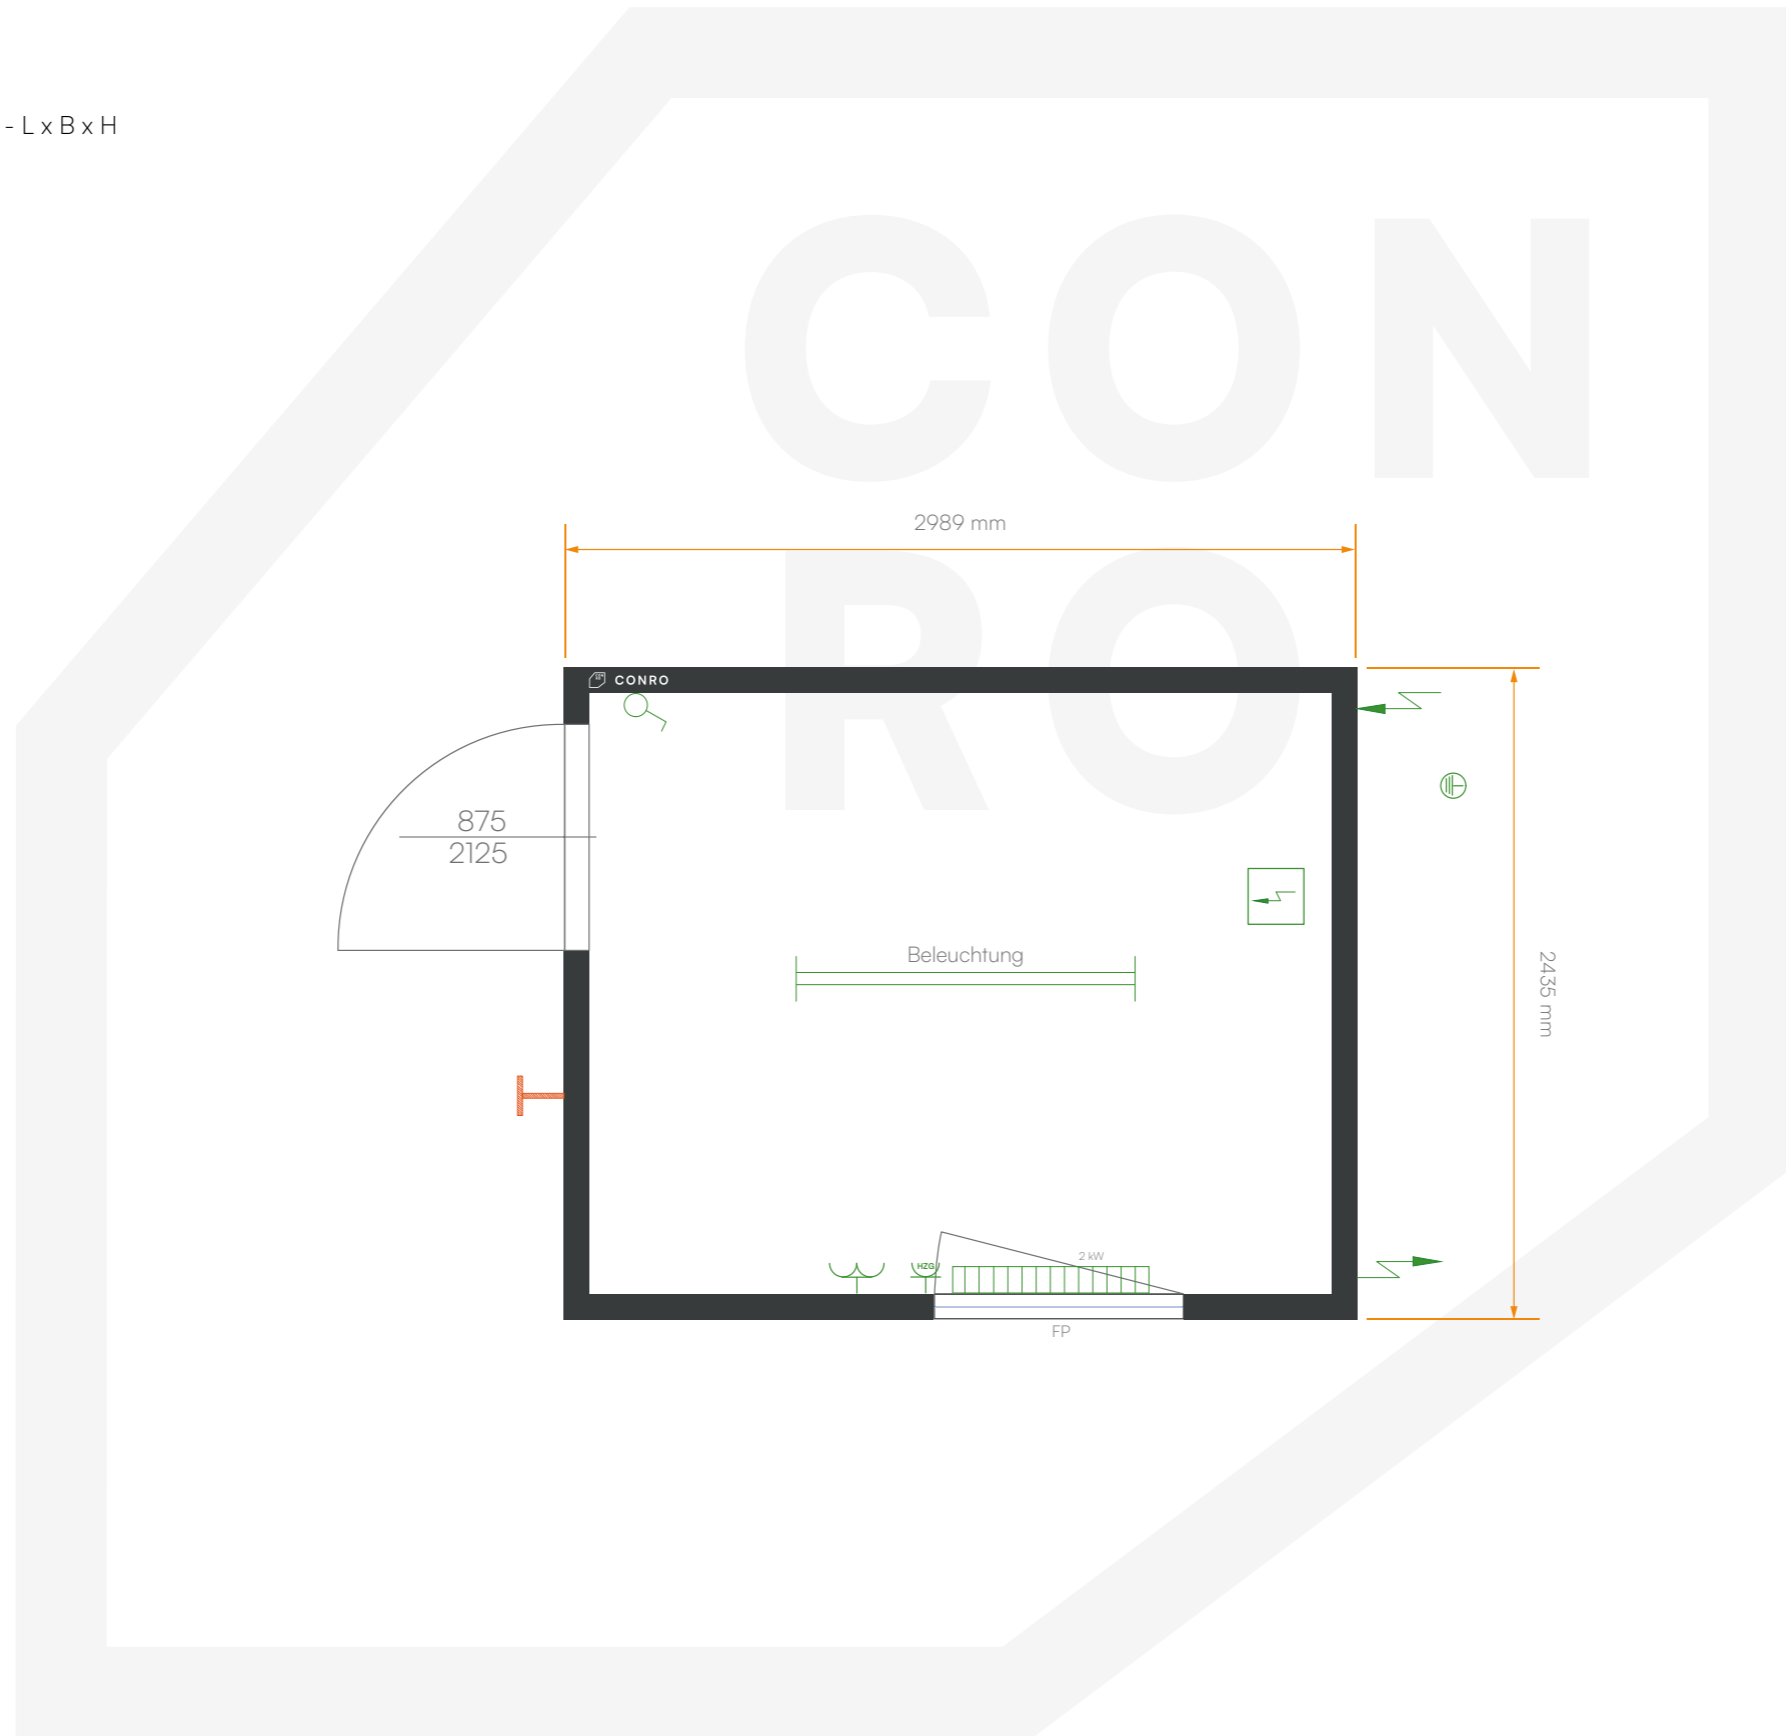 - L x B x H
CON
RO
2989 mm
CONRO
875
2125
Beleuchtung
2435 mm
2 kW
HZG
FP